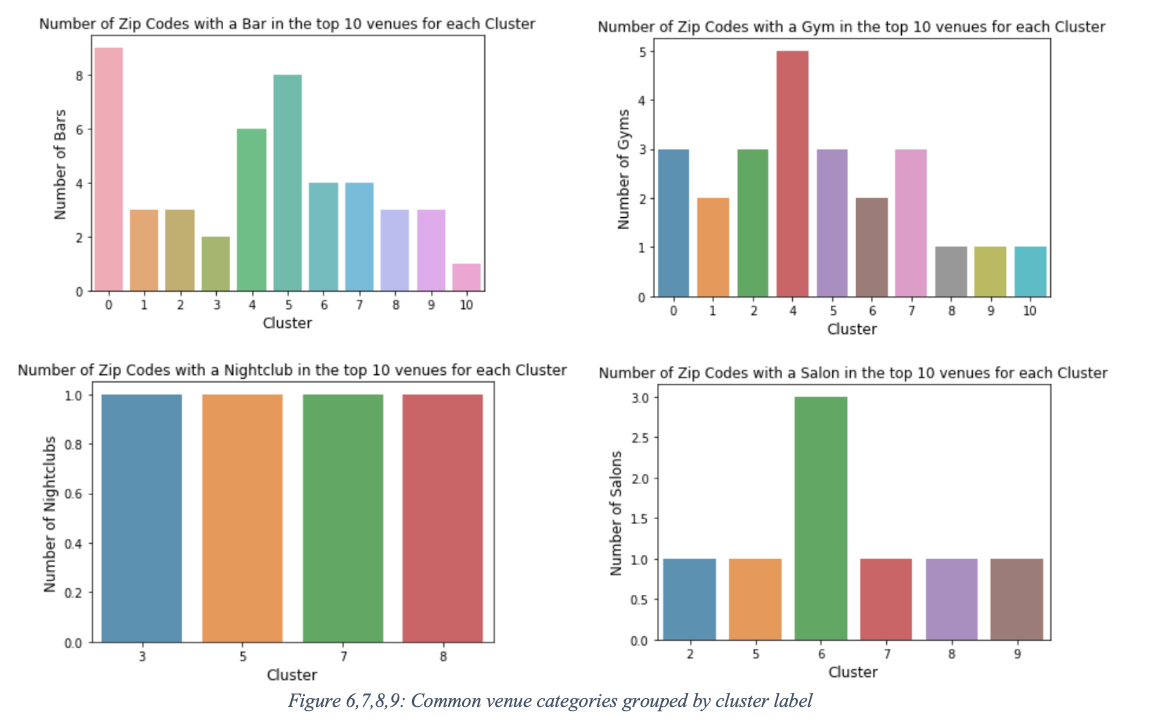 Number of Zip Codes with a Bar in the top 10 venues for each Cluster
Number of Bars
8
6
4
2
0
0 1 2 3 4 5 6 7 8 9 10
Cluster
Number of Zip Codes with a Gym in the top 10 venues for each Cluster
Number of Gyms
5
4
3
2
1
0
0 1 2 4 5 6 7 8 9 10
Cluster
Number of Zip Codes with a Nightclub in the top 10 venues for each Cluster
Number of Nightclubs
1.0
0.8
0.6
0.4
0.2
0.0
3 5 7 8
Cluster
Number of Zip Codes with a Salon in the top 10 venues for each Cluster
Number of Salons
3.0
2.5
2.0
1.5
1.0
0.5
0.0
2 5 6 7 8 9
Cluster
Figure 6,7,8,9: Common venue categories grouped by cluster label